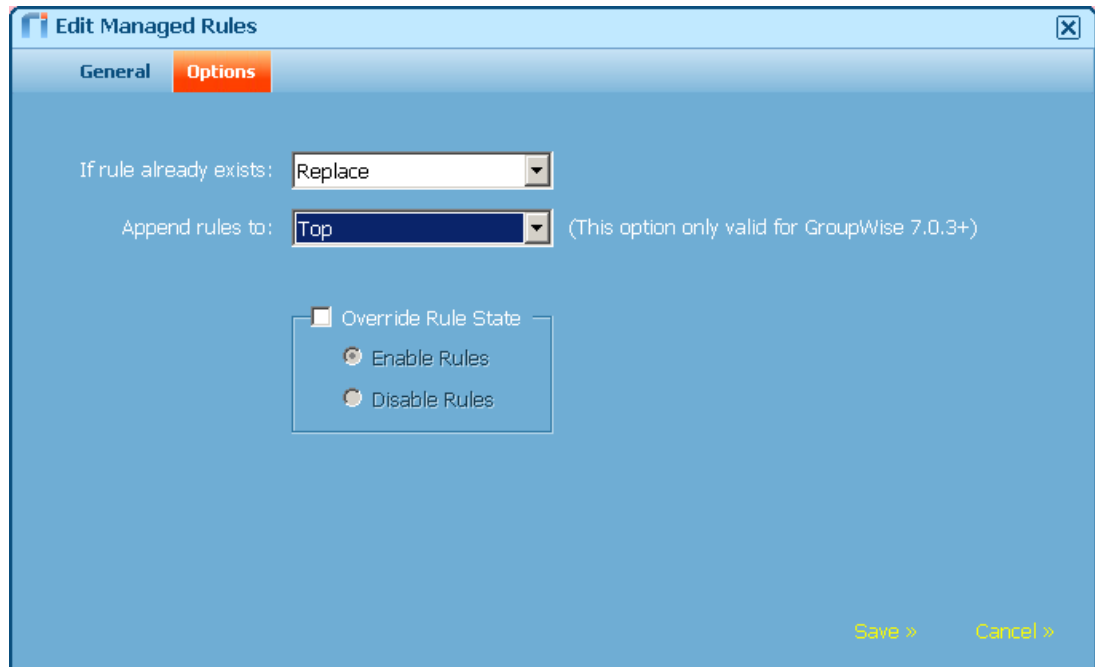 Edit Managed Rules
General Options
If rule already exists: Replace
Append rules to: Top (This option only valid for GroupWise 7.0.3+)
Override Rule State
Enable Rules
Disable Rules
Save » Cancel »